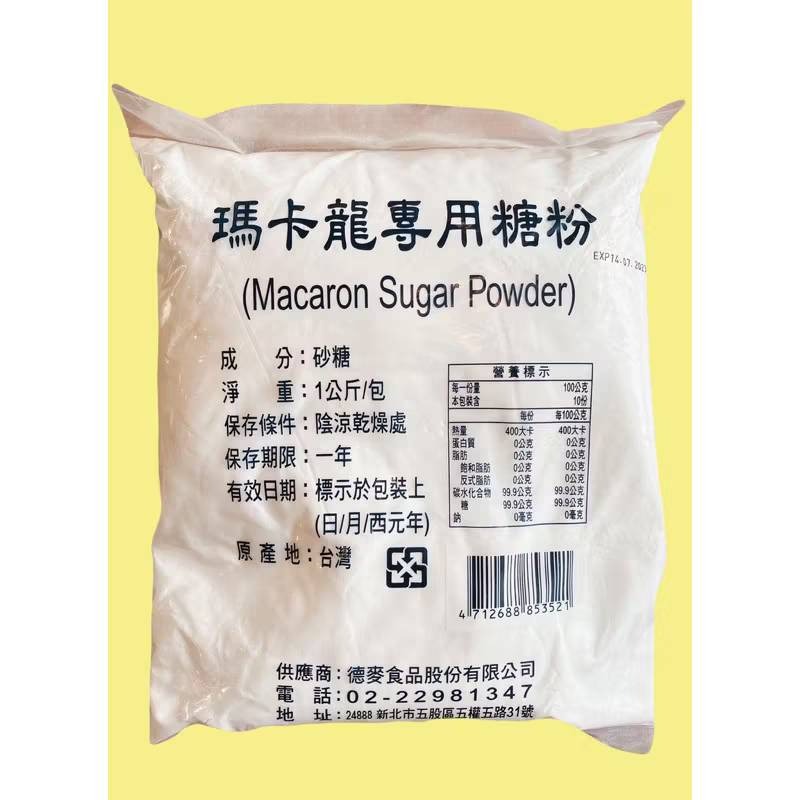 瑪卡龍專用糖粉
EXP14.07.2023
(Macaron Sugar Powder)
成 分：砂糖
淨 重：1公斤/包
保存條件：陰涼乾燥處
保存期限：一年
有效日期：標示於包裝上
(日/月/西元年)
原產地：台灣
營養標示
每一份量 100公克
本包裝含 10份
每份 每100公克
熱量 400大卡 400大卡
蛋白質 0公克 0公克
脂肪 0公克 0公克
飽和脂肪 0公克 0公克
反式脂肪 0公克 0公克
碳水化合物 99.9公克 99.9公克
糖 99.9公克 99.9公克
鈉 0毫克 0毫克
4 712688 853521
供應商：德麥食品股份有限公司
電 話：02-22981347
地 址：24888 新北市五股區五權五路31號